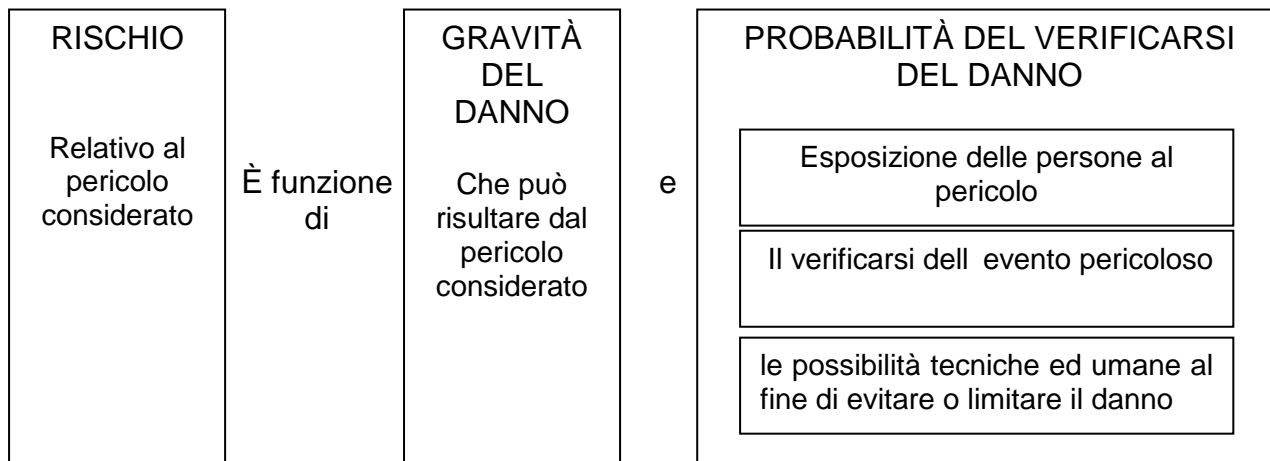 RISCHIO
Relativo al
pericolo
considerato
È funzione
di
GRAVITÀ
DEL
DANNO
Che può
risultare dal
pericolo
considerato
e
PROBABILITÀ DEL VERIFICARSI
DEL DANNO
Esposizione delle persone al
pericolo
Il verificarsi dell evento pericoloso
le possibilità tecniche ed umane al
fine di evitare o limitare il danno